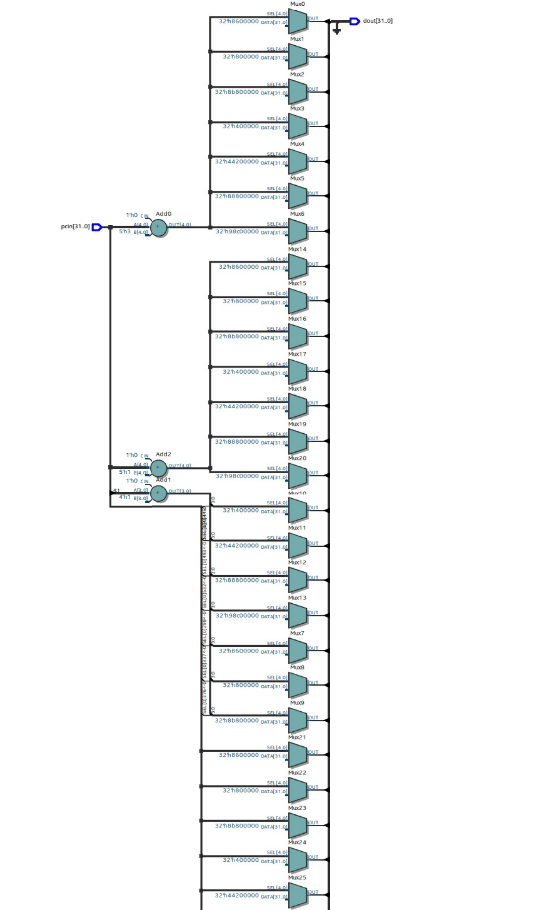 Mux0
SEL[4..0]
32'h8600000 DATA[31..0]
OUT
dout[31..0]
Mux1
SEL[4..0]
32'h800000 DATA[31..0]
OUT
Mux2
SEL[4..0]
32'h8b800000 DATA[31..0]
OUT
Mux3
SEL[4..0]
32'h400000 DATA[31..0]
OUT
Mux4
SEL[4..0]
32'h44200000 DATA[31..0]
OUT
Mux5
SEL[4..0]
32'h88800000 DATA[31..0]
OUT
Mux6
SEL[4..0]
32'h98c00000 DATA[31..0]
OUT
pcin[31..0]
Add0
1'h0 CIN
A[4..0]
5'h3 B[4..0]
OUT[4..0]
Mux14
SEL[4..0]
32'h8600000 DATA[31..0]
OUT
Mux15
SEL[4..0]
32'h800000 DATA[31..0]
OUT
Mux16
SEL[4..0]
32'h8b800000 DATA[31..0]
OUT
Mux17
SEL[4..0]
32'h400000 DATA[31..0]
OUT
Mux18
SEL[4..0]
32'h44200000 DATA[31..0]
OUT
Mux19
SEL[4..0]
32'h88800000 DATA[31..0]
OUT
Mux20
SEL[4..0]
32'h98c00000 DATA[31..0]
OUT
Add2
1'h0 CIN
A[4..0]
5'h1 B[4..0]
OUT[4..0]
Add1
1'h0 CIN
A[3..0]
4'h1 B[3..0]
OUT[3..0]
Mux10
SEL[4..0]
32'h400000 DATA[31..0]
OUT
Mux11
SEL[4..0]
32'h44200000 DATA[31..0]
OUT
Mux12
SEL[4..0]
32'h88800000 DATA[31..0]
OUT
Mux13
SEL[4..0]
32'h98c00000 DATA[31..0]
OUT
Mux7
SEL[4..0]
32'h8600000 DATA[31..0]
OUT
Mux8
SEL[4..0]
32'h800000 DATA[31..0]
OUT
Mux9
SEL[4..0]
32'h8b800000 DATA[31..0]
OUT
Mux21
SEL[4..0]
32'h8600000 DATA[31..0]
OUT
Mux22
SEL[4..0]
32'h800000 DATA[31..0]
OUT
Mux23
SEL[4..0]
32'h8b800000 DATA[31..0]
OUT
Mux24
SEL[4..0]
32'h400000 DATA[31..0]
OUT
Mux25
SEL[4..0]
32'h44200000 DATA[31..0]
OUT